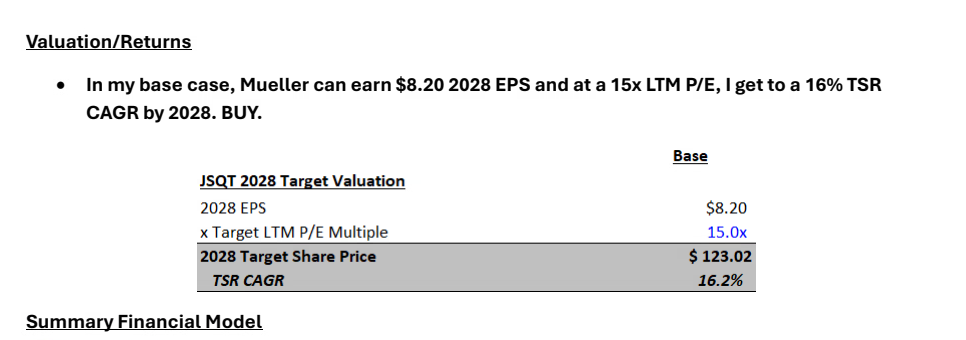 Valuation/Returns
• In my base case, Mueller can earn $8.20 2028 EPS and at a 15x LTM P/E, I get to a 16% TSR
CAGR by 2028. BUY.
Base
JSQT 2028 Target Valuation
2028 EPS $8.20
x Target LTM P/E Multiple 15.0x
2028 Target Share Price $ 123.02
TSR CAGR 16.2%
Summary Financial Model